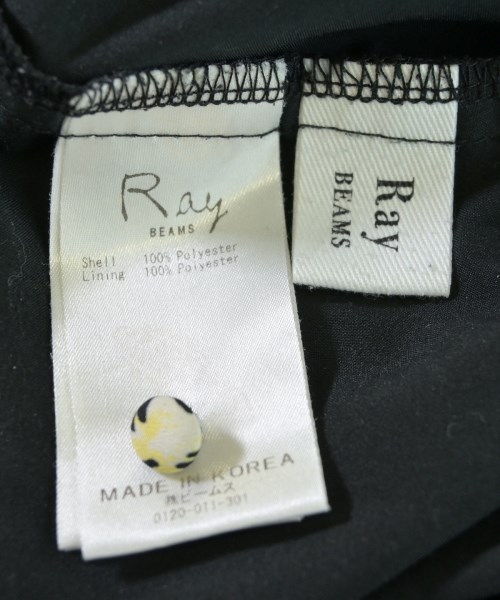 Ray
BEAMS
Shell 100% Polyester
Lining 100% Polyester
MADE IN KOREA
㈱ビームス
0120-011-301
Ray
BEAMS